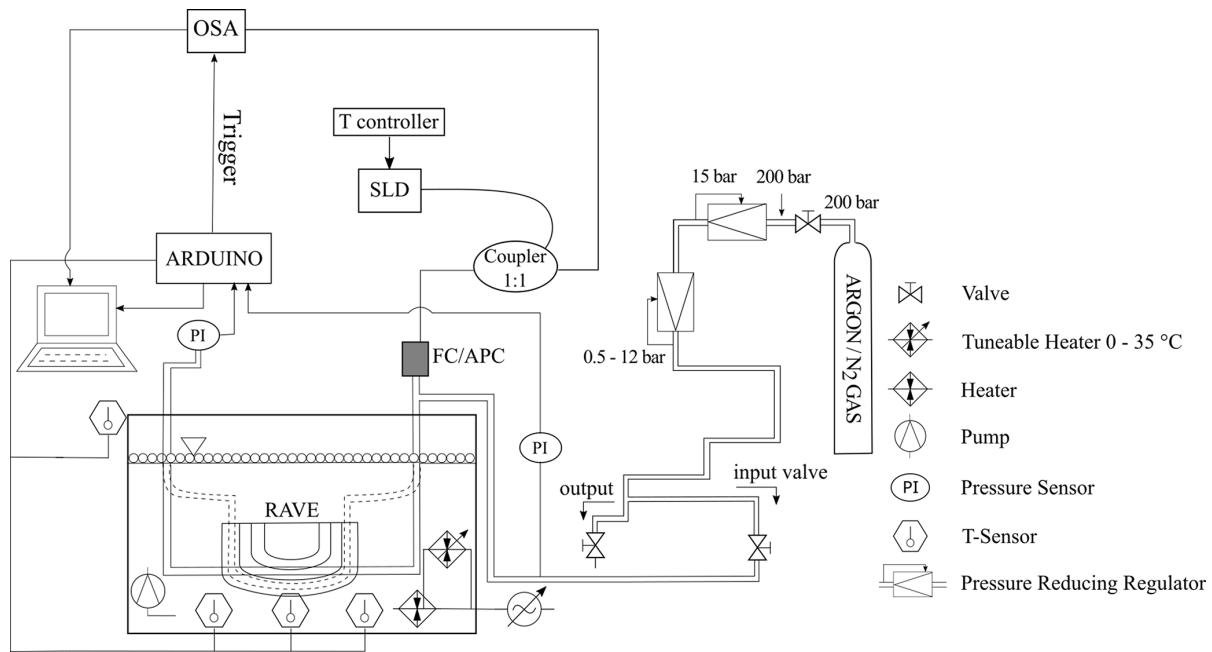 OSA
Trigger
T controller
SLD
Coupler
1:1
ARDUINO
PI
FC/APC
15 bar
200 bar
200 bar
0.5 - 12 bar
ARGON / N2 GAS
PI
output
input valve
RAVE
Valve
Tuneable Heater 0 - 35 °C
Heater
Pump
PI
Pressure Sensor
T-Sensor
Pressure Reducing Regulator